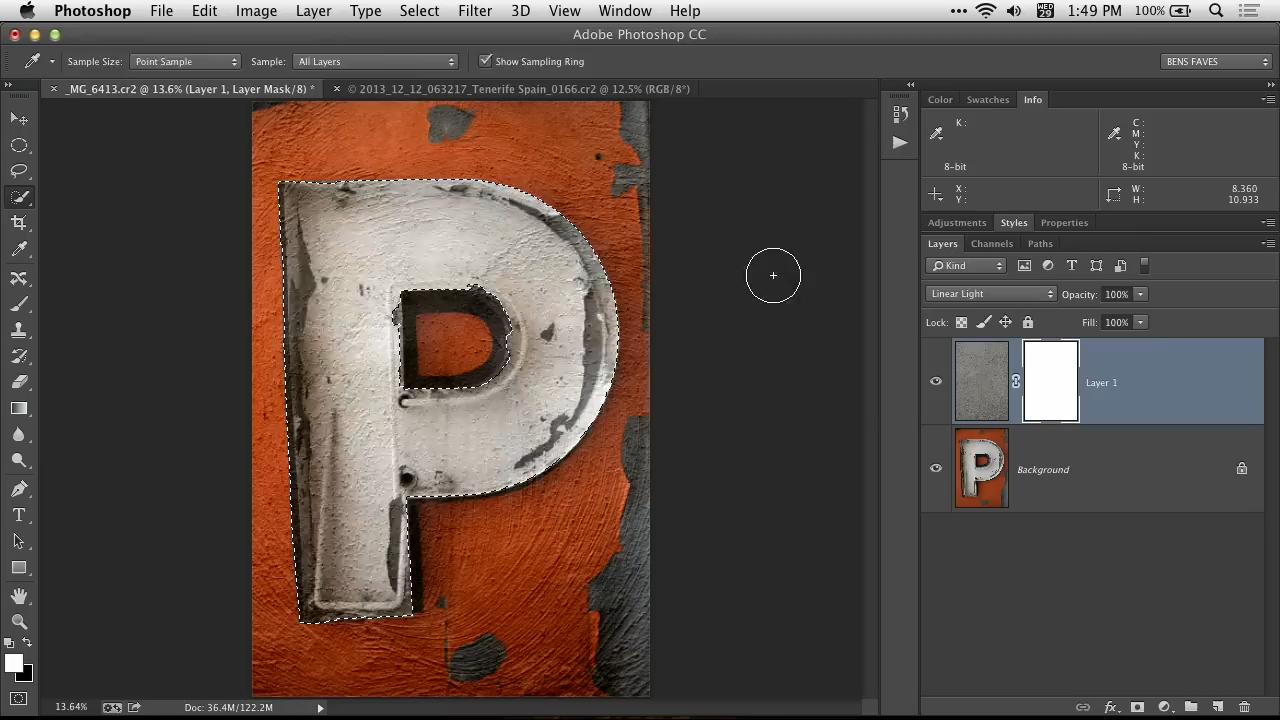 Photoshop File Edit Image Layer Type Select Filter 3D View Window Help WED 29 1:49 PM 100%
Adobe Photoshop CC
Sample Size: Point Sample Sample: All Layers Show Sampling Ring BENS FAVES
_MG_6413.cr2 @ 13.6% (Layer 1, Layer Mask/8) * © 2013_12_12_063217_Tenerife Spain_0166.cr2 @ 12.5% (RGB/8*)
Color Swatches Info
K: C:
M:
Y:
K:
8-bit 8-bit
X: W: 8.360
Y: H: 10.933
Adjustments Styles Properties
Layers Channels Paths
Kind T
Linear Light Opacity: 100%
Lock: Fill: 100%
Layer 1
Background
P
T
13.64% Doc: 36.4M/122.2M fx